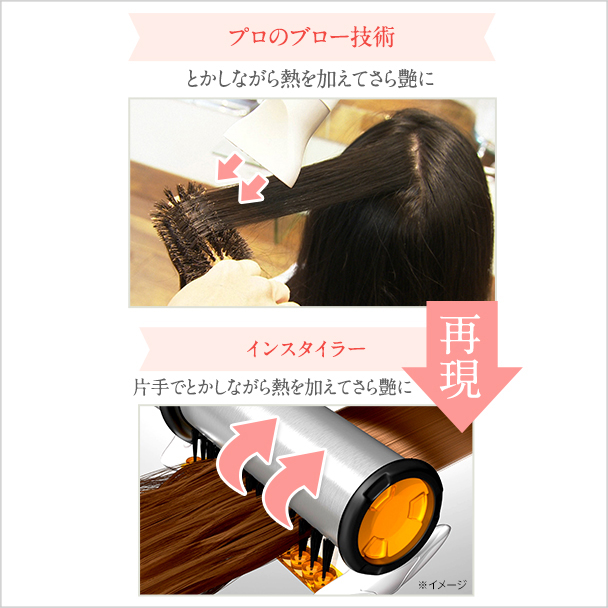 プロのブロー技術
とかしながら熱を加えてさら艶に
再現
インスタイラー
片手でとかしながら熱を加えてさら艶に
※イメージ